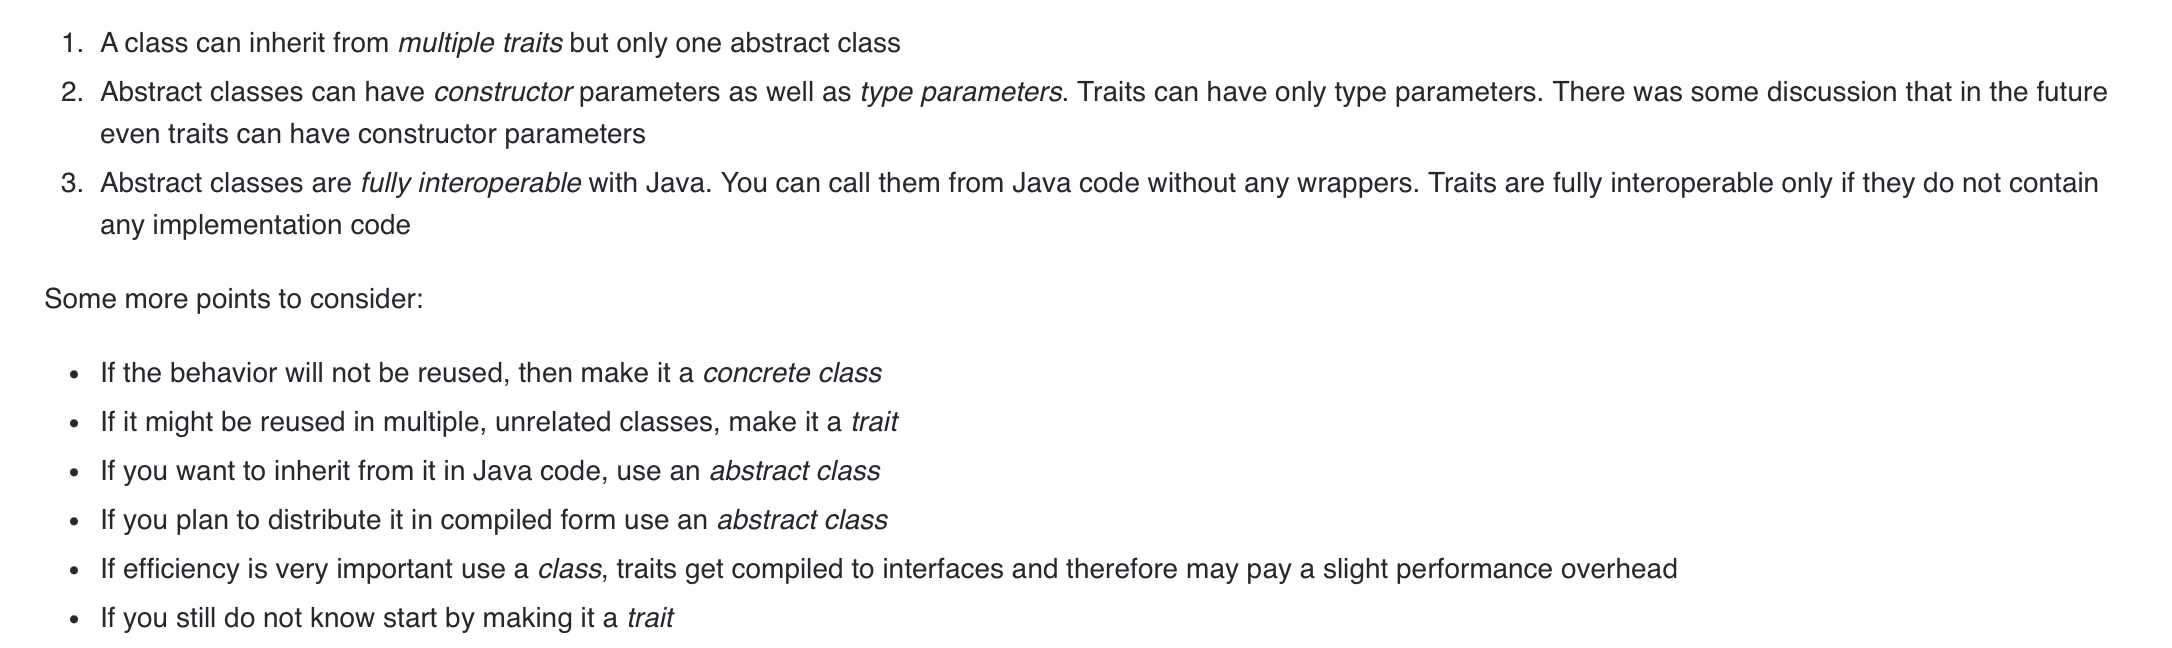 1. A class can inherit from multiple traits but only one abstract class
2. Abstract classes can have constructor parameters as well as type parameters. Traits can have only type parameters. There was some discussion that in the future
even traits can have constructor parameters
3. Abstract classes are fully interoperable with Java. You can call them from Java code without any wrappers. Traits are fully interoperable only if they do not contain
any implementation code
Some more points to consider:
• If the behavior will not be reused, then make it a concrete class
• If it might be reused in multiple, unrelated classes, make it a trait
• If you want to inherit from it in Java code, use an abstract class
• If you plan to distribute it in compiled form use an abstract class
• If efficiency is very important use a class, traits get compiled to interfaces and therefore may pay a slight performance overhead
• If you still do not know start by making it a trait